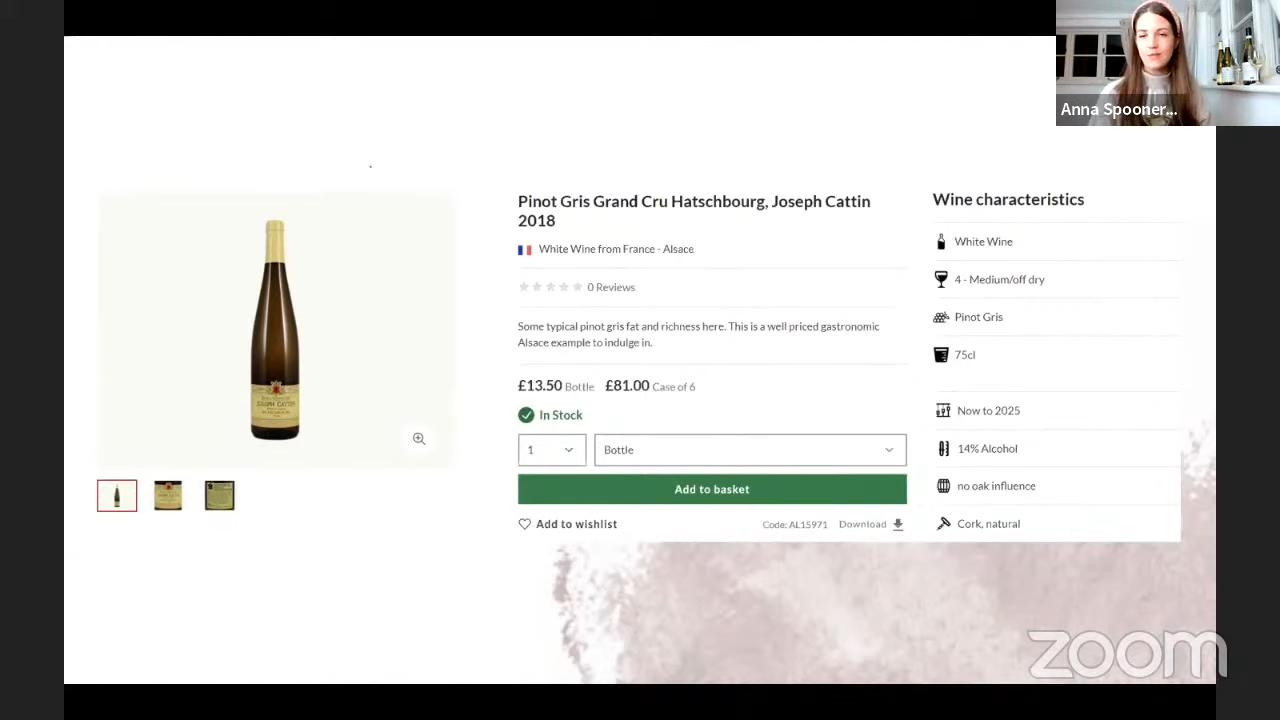 Anna Spooner...
Pinot Gris Grand Cru Hatschbourg, Joseph Cattin
2018
White Wine from France - Alsace
0 Reviews
Some typical pinot gris fat and richness here. This is a well priced gastronomic
Alsace example to indulge in.
£13.50 Bottle £81.00 Case of 6
In Stock
1 Bottle
Add to basket
Add to wishlist Code: AL15971 Download
Wine characteristics
White Wine
4 - Medium/off dry
Pinot Gris
75cl
Now to 2025
14% Alcohol
no oak influence
Cork, natural
JOSEPH CATTIN
zoom